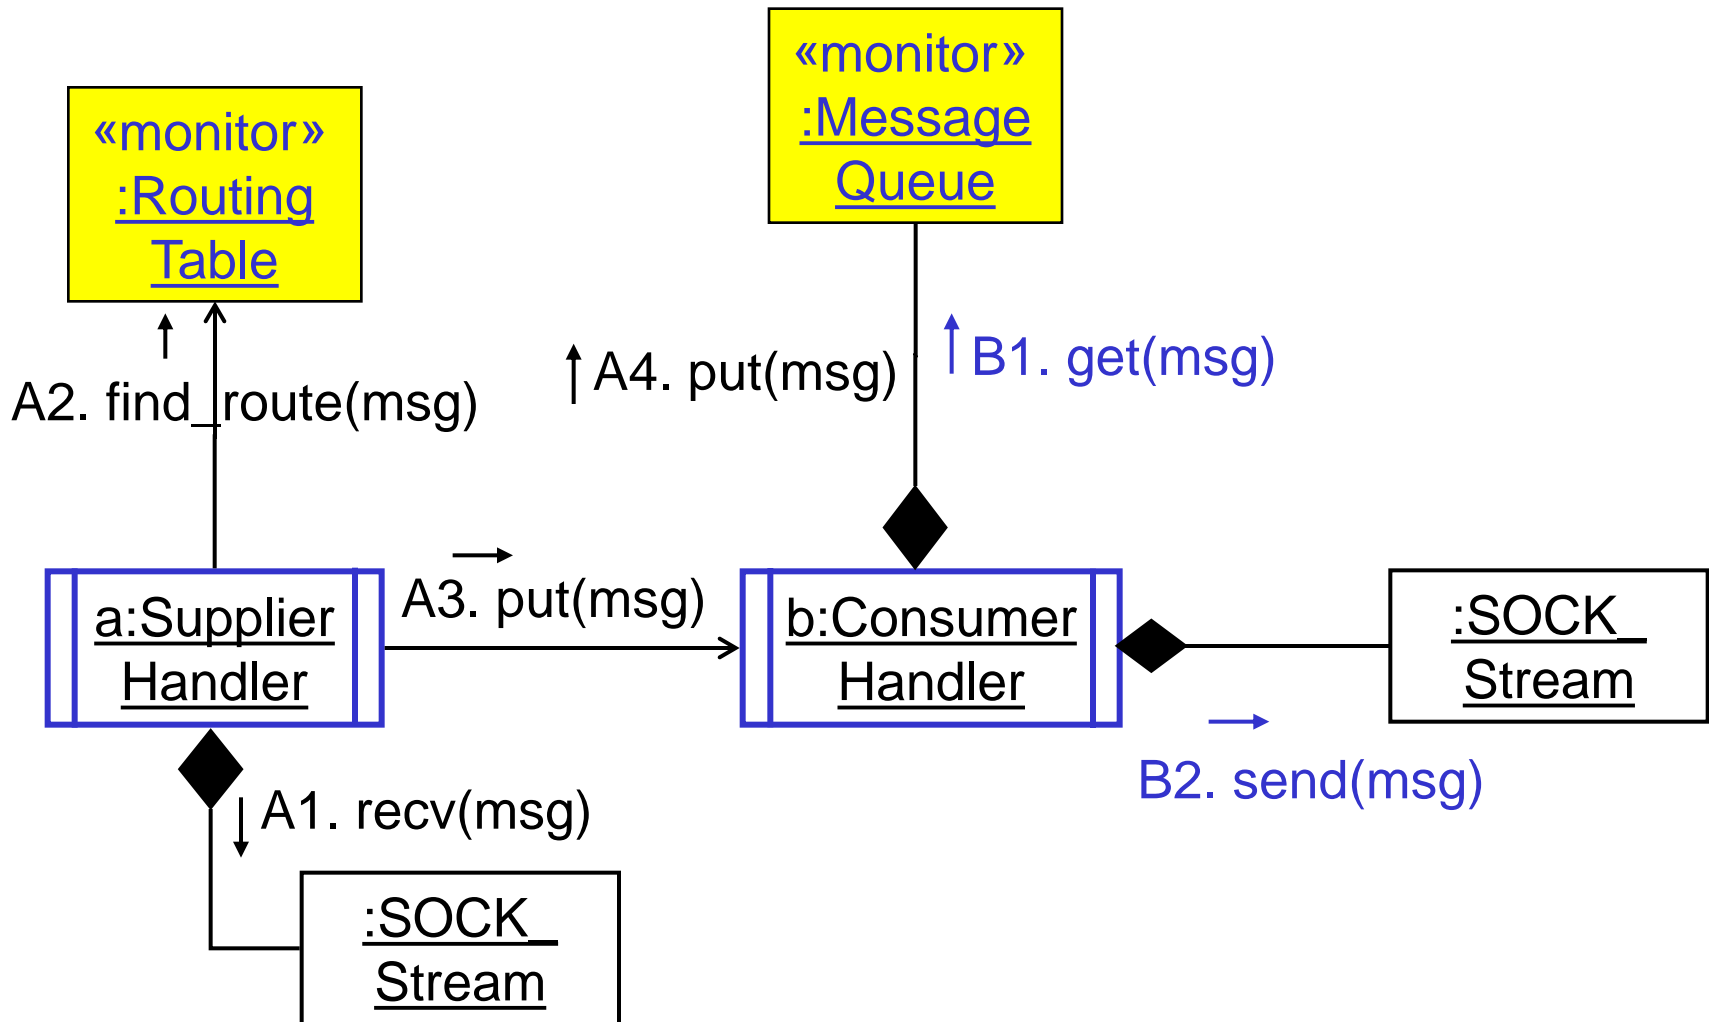 «monitor»
:Message
Queue
«monitor»
:Routing
Table
A2. find_route(msg)
A4. put(msg)
B1. get(msg)
a:Supplier
Handler
A3. put(msg)
b:Consumer
Handler
:SOCK_
Stream
B2. send(msg)
A1. recv(msg)
:SOCK_
Stream